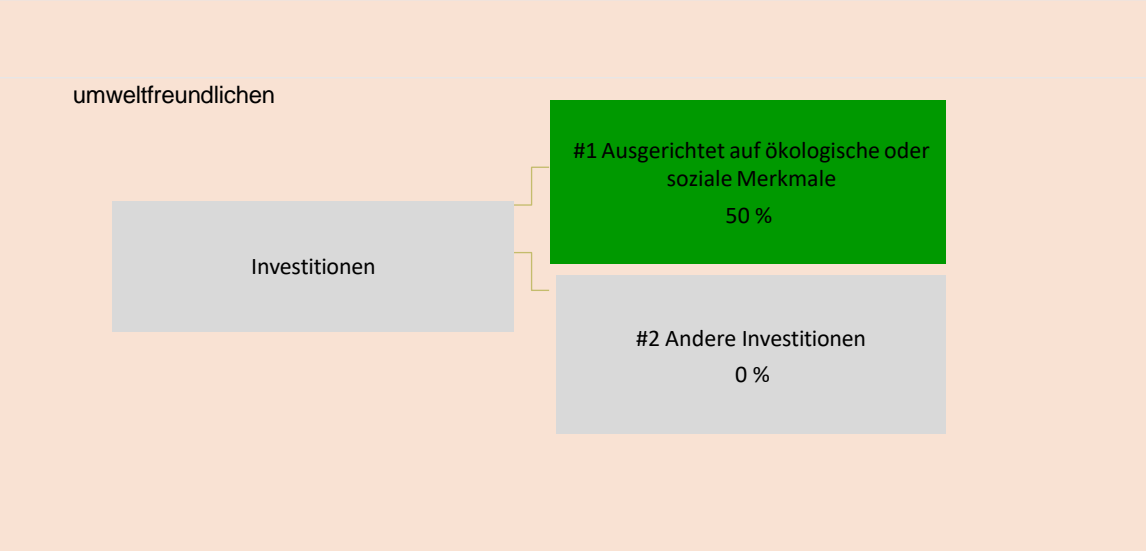 umweltfreundlichen
#1 Ausgerichtet auf ökologische oder
soziale Merkmale
50 %
Investitionen
#2 Andere Investitionen
0 %